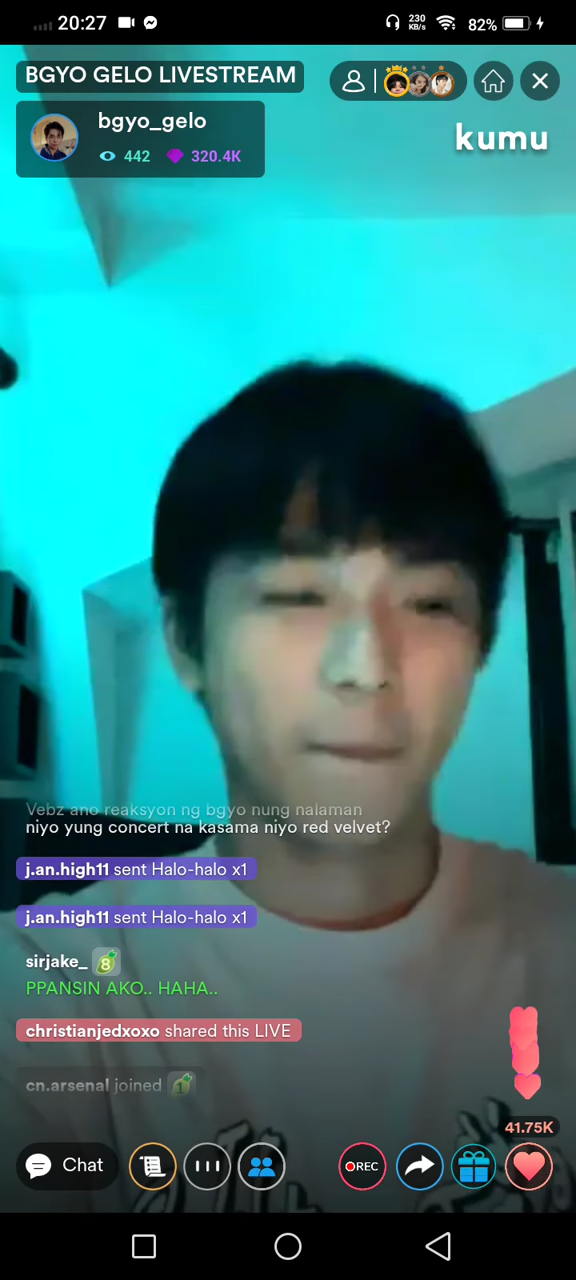 20:27
230
KB/s
82%
BGYO GELO LIVESTREAM
bgyo_gelo
442
320.4K
kumu
Vebz ano reaksyon ng bgyo nung nalaman
niyo yung concert na kasama niyo red velvet?
j.an.high11 sent Halo-halo x1
j.an.high11 sent Halo-halo x1
sirjake_ 8
PPANSIN AKO.. HAHA..
christianjedxoxo shared this LIVE
cn.arsenal joined 1
41.75K
Chat
REC